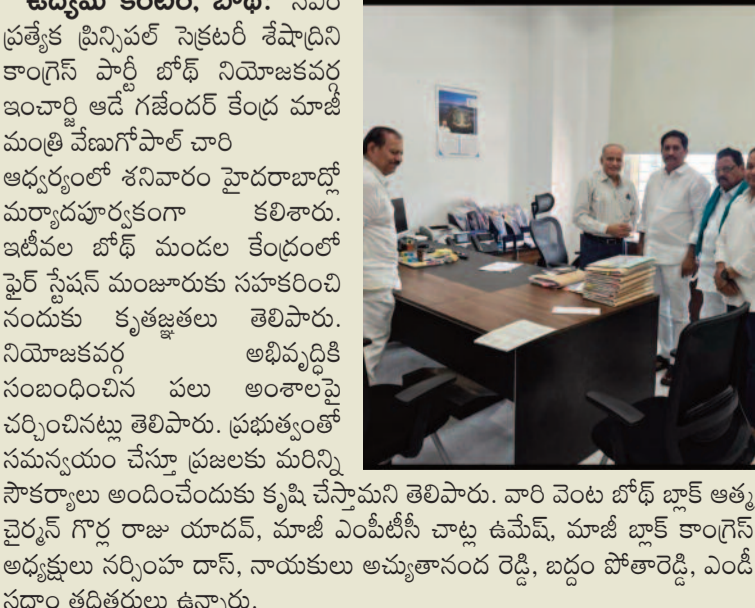 ఉద్యమ కెరటం, బోథ్: సీఎం
ప్రత్యేక ప్రిన్సిపల్ సెక్రటరీ శేషాద్రిని
కాంగ్రెస్ పార్టీ బోథ్ నియోజకవర్గ
ఇంచార్జి ఆడే గజేందర్ కేంద్ర మాజీ
మంత్రి వేణుగోపాల్ చారి
ఆధ్వర్యంలో శనివారం హైదరాబాద్లో
మర్యాదపూర్వకంగా కలిశారు.
ఇటీవల బోథ్ మండల కేంద్రంలో
ఫైర్ స్టేషన్ మంజూరుకు సహకరించి
నందుకు కృతజ్ఞతలు తెలిపారు.
నియోజకవర్గ అభివృద్ధికి
సంబంధించిన పలు అంశాలపై
చర్చించినట్లు తెలిపారు. ప్రభుత్వంతో
సమన్వయం చేస్తూ ప్రజలకు మరిన్ని
సౌకర్యాలు అందించేందుకు కృషి చేస్తామని తెలిపారు. వారి వెంట బోథ్ బ్లాక్ ఆత్మ
చైర్మన్ గొర్ల రాజు యాదవ్, మాజీ ఎంపీటీసీ చాట్ల ఉమేష్, మాజీ బ్లాక్ కాంగ్రెస్
అధ్యక్షులు నర్సింహ దాస్, నాయకులు అచ్యుతానంద రెడ్డి, బద్దం పోతారెడ్డి, ఎండీ
సద్దాం తదితరులు ఉన్నారు.